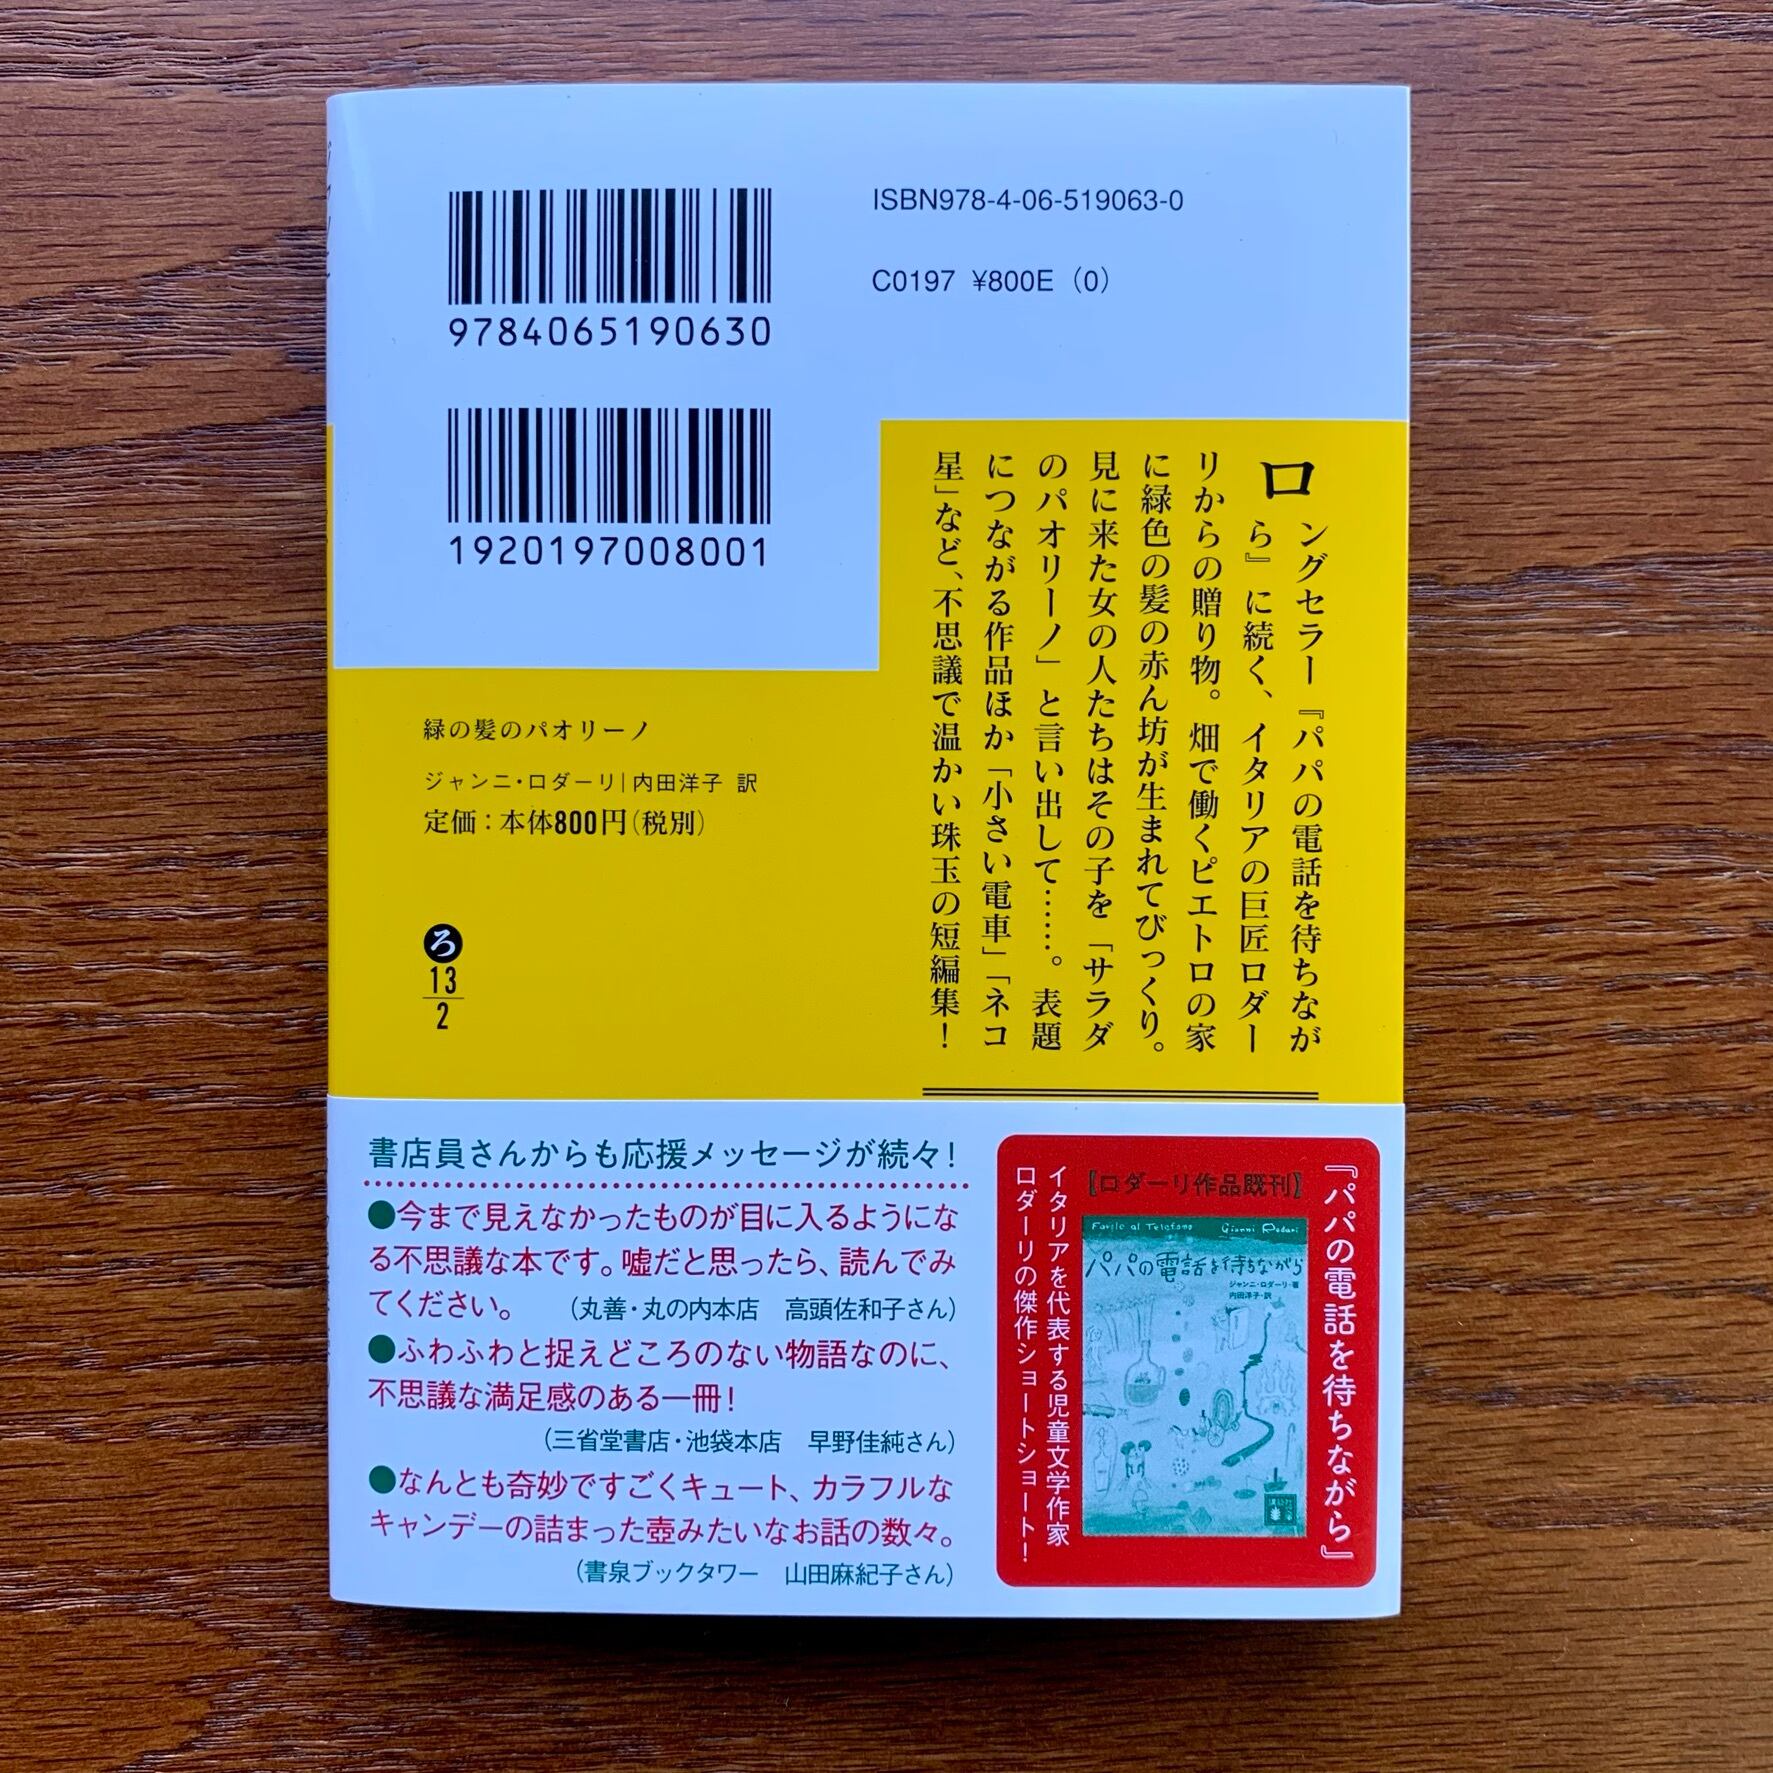 ISBN978-4-06-519063-0
C0197 ¥800E (0)
9784065190630
1920197008001
ロングセラー『パパの電話を待ちなが
ら』に続く、イタリアの巨匠ロダー
リからの贈り物。畑で働くピエトロの家
に緑色の髪の赤ん坊が生まれてびっくり。
見に来た女の人たちはその子を「サラダ
のパオリーノ」と言い出して……。表題
につながる作品ほか「小さい電車」「ネコ
星」など、不思議で温かい珠玉の短編集!
緑の髪のパオリーノ
ジャンニ・ロダーリ|内田洋子 訳
定価:本体800円(税別)
ろ
13
2
書店員さんからも応援メッセージが続々!
●今まで見えなかったものが目に入るようにな
る不思議な本です。嘘だと思ったら、読んでみ
てください。 (丸善・丸の内本店 高頭佐和子さん)
●ふわふわと捉えどころのない物語なのに、
不思議な満足感のある一冊!
(三省堂書店・池袋本店 早野佳純さん)
●なんとも奇妙ですごくキュート、カラフルな
キャンデーの詰まった壺みたいなお話の数々。
(書泉ブックタワー 山田麻紀子さん)
『パパの電話を待ちながら』
【ロダーリ作品既刊】
Favole al Telefono Gianni Rodari
パパの電話を待ちながら
ジャンニ・ロダーリ・著
内田洋子・訳
イタリアを代表する児童文学作家
ロダーリの傑作ショートショート!